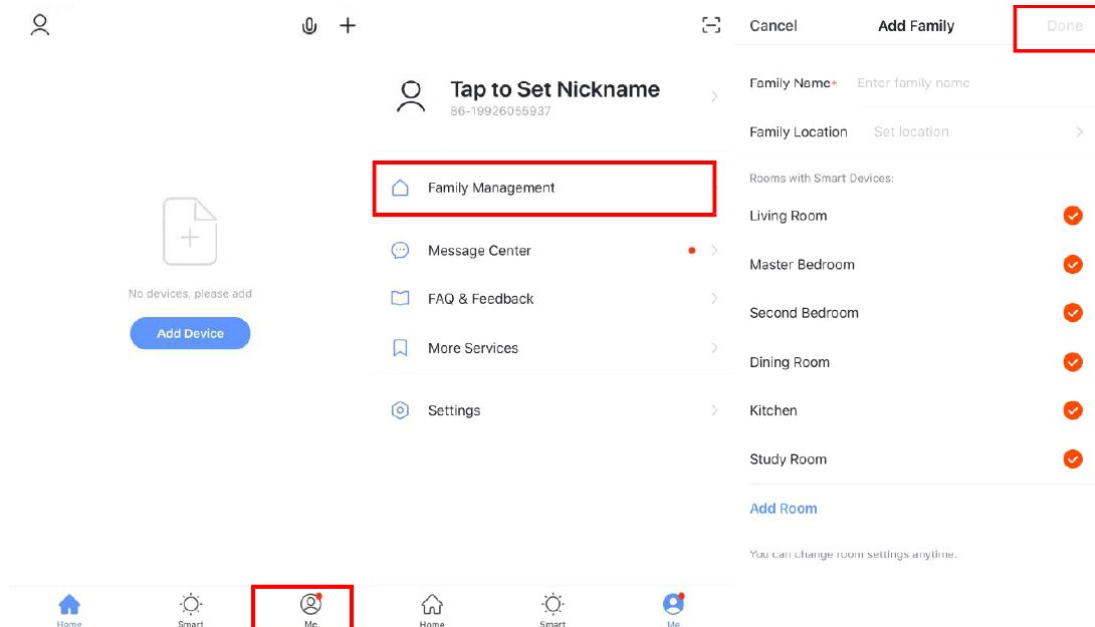 No devices, please add
Add Device
Home
Smart
Me
Tap to Set Nickname
86-19926055937
Family Management
Message Center
FAQ & Feedback
More Services
Settings
Home
Smart
Me
Cancel
Add Family
Done
Family Name* Enter family name
Family Location Set location
Rooms with Smart Devices:
Living Room
Master Bedroom
Second Bedroom
Dining Room
Kitchen
Study Room
Add Room
You can change room settings anytime.